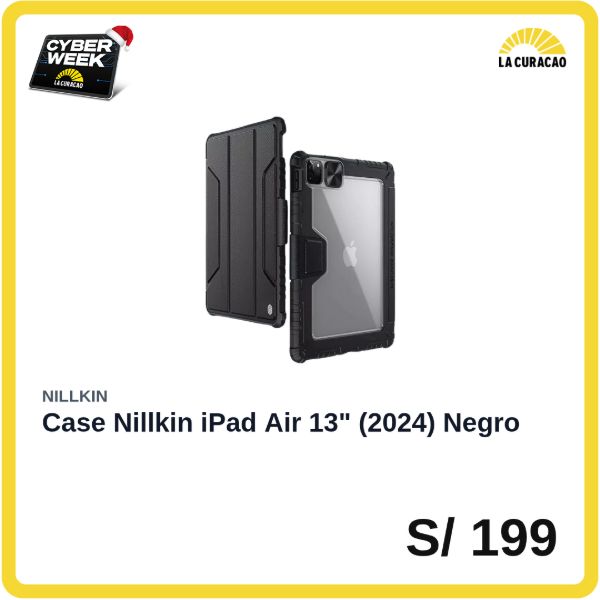 CYBER
WEEK
LA CURACAO
LA CURACAO
NILLKIN
Case Nillkin iPad Air 13" (2024) Negro
S/ 199